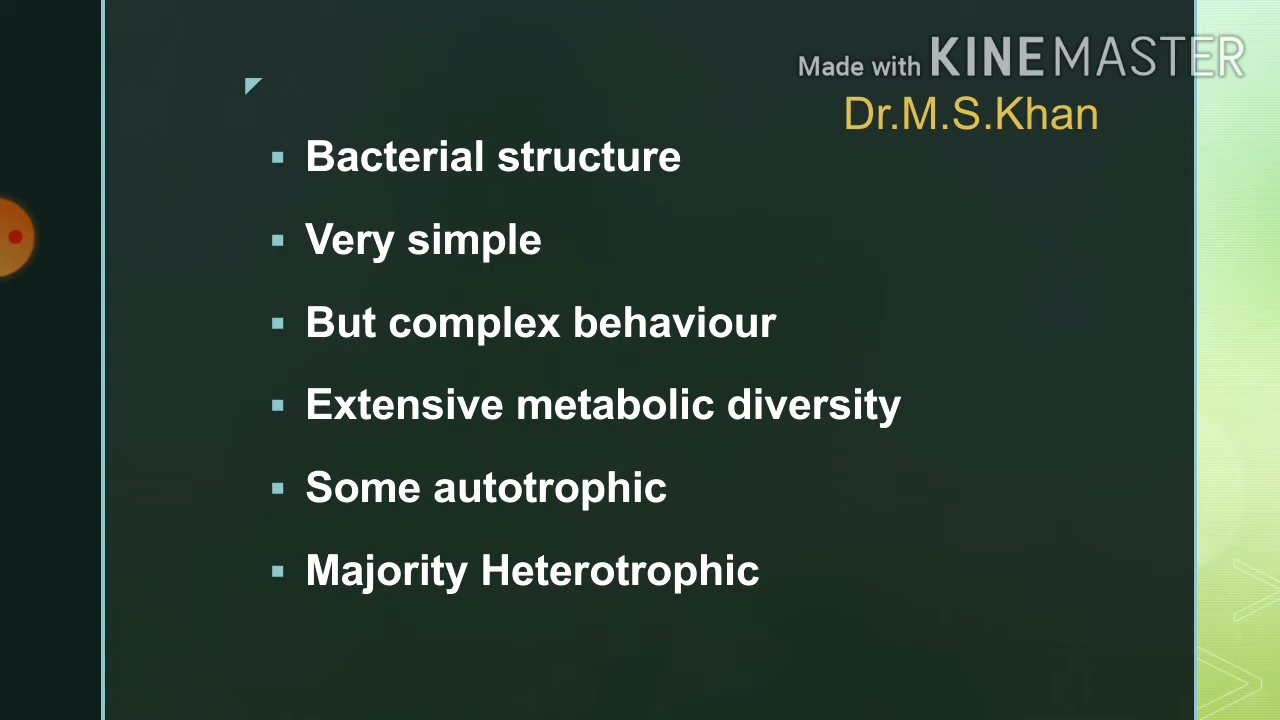 Made with KINEMASTER
Dr.M.S.Khan
Bacterial structure
Very simple
But complex behaviour
Extensive metabolic diversity
Some autotrophic
Majority Heterotrophic